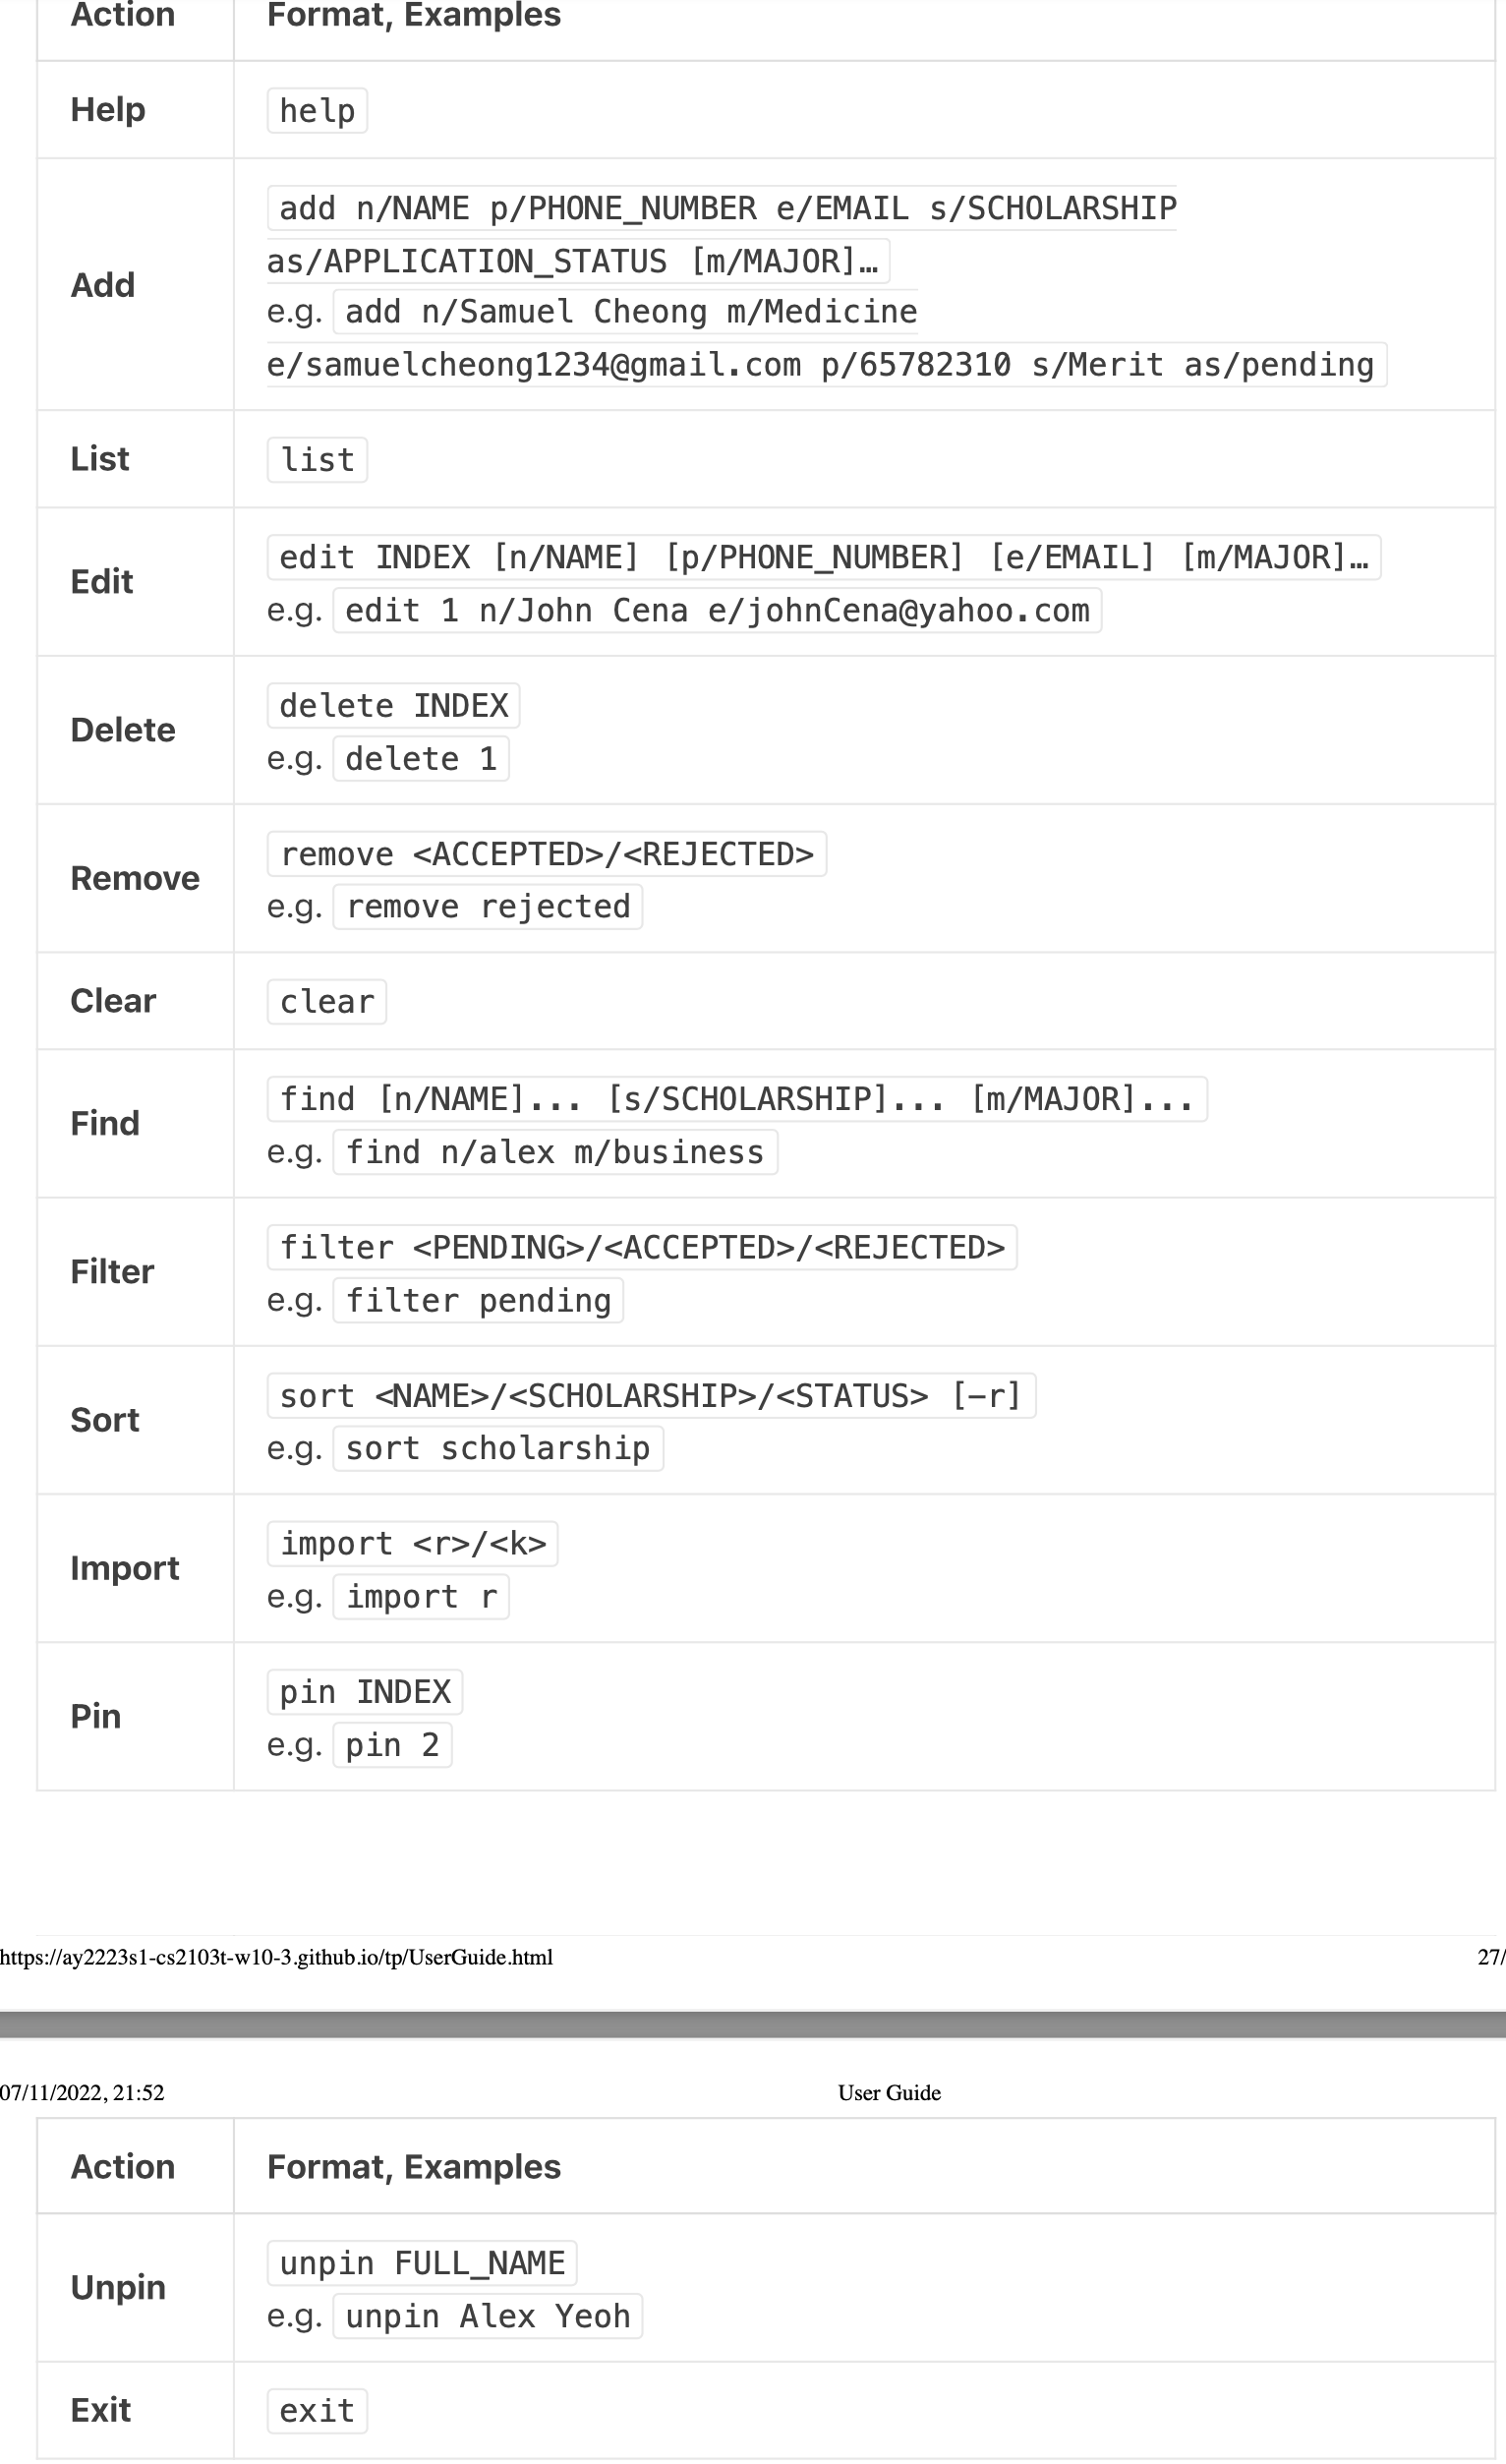 Action Format, Examples
Help help
add n/NAME p/PHONE_NUMBER e/EMAIL s/SCHOLARSHIP
as/APPLICATION_STATUS [m/MAJOR]…
Add
e.g. add n/Samuel Cheong m/Medicine
e/samuelcheong1234@gmail.com p/65782310 s/Merit as/pending
List list
Edit
edit INDEX [n/NAME] [p/PHONE_NUMBER] [e/EMAIL] [m/MAJOR]…
e.g. edit 1 n/John Cena e/johnCena@yahoo.com
Delete
delete INDEX
e.g. delete 1
Remove
remove <ACCEPTED>/<REJECTED>
e.g. remove rejected
Clear clear
Find
find [n/NAME]... [s/SCHOLARSHIP]... [m/MAJOR]...
e.g. find n/alex m/business
Filter
filter <PENDING>/<ACCEPTED>/<REJECTED>
e.g. filter pending
Sort
sort <NAME>/<SCHOLARSHIP>/<STATUS> [-r]
e.g. sort scholarship
Import
import <r>/<k>
e.g. import r
Pin
pin INDEX
e.g. pin 2
https://ay2223s1-cs2103t-w10-3.github.io/tp/UserGuide.html 27/
07/11/2022, 21:52 User Guide
Action Format, Examples
Unpin
unpin FULL_NAME
e.g. unpin Alex Yeoh
Exit exit